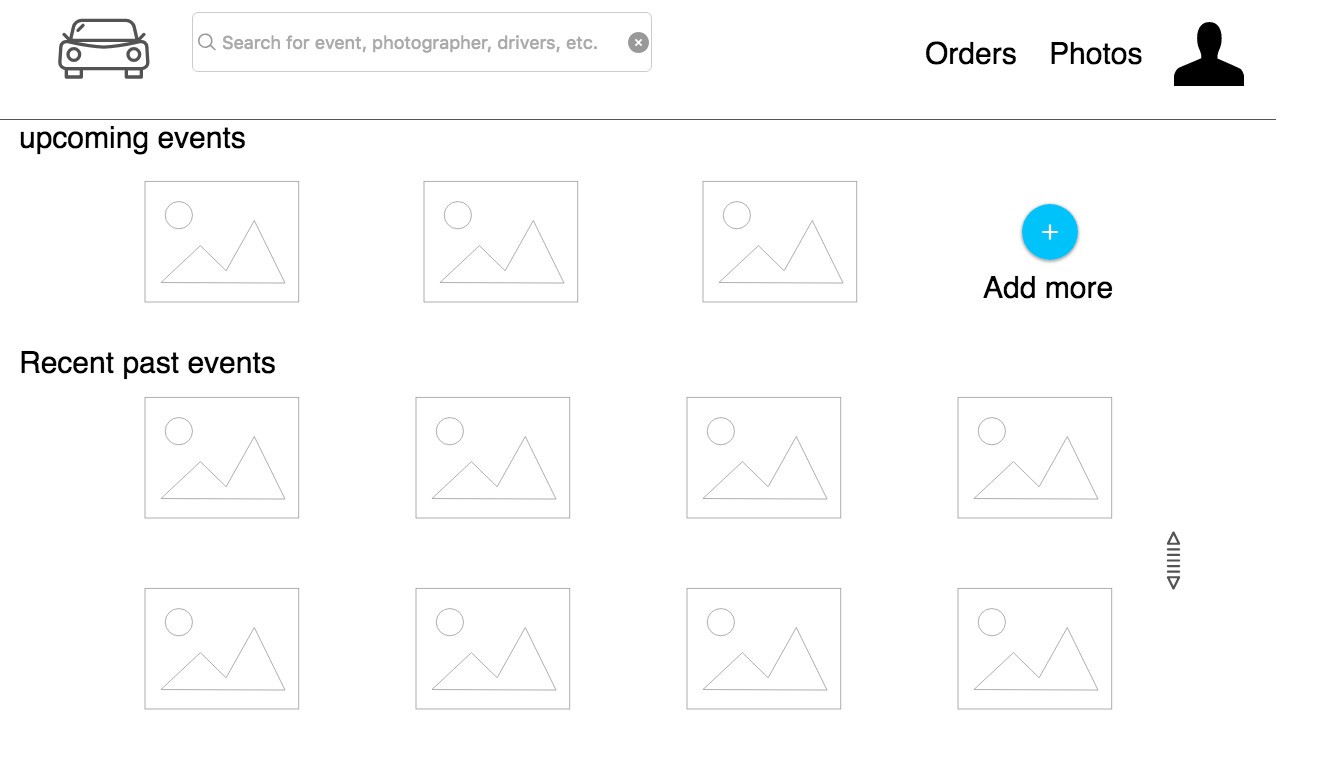 Search for event, photographer, drivers, etc.
Orders
Photos
upcoming events
Add more
Recent past events